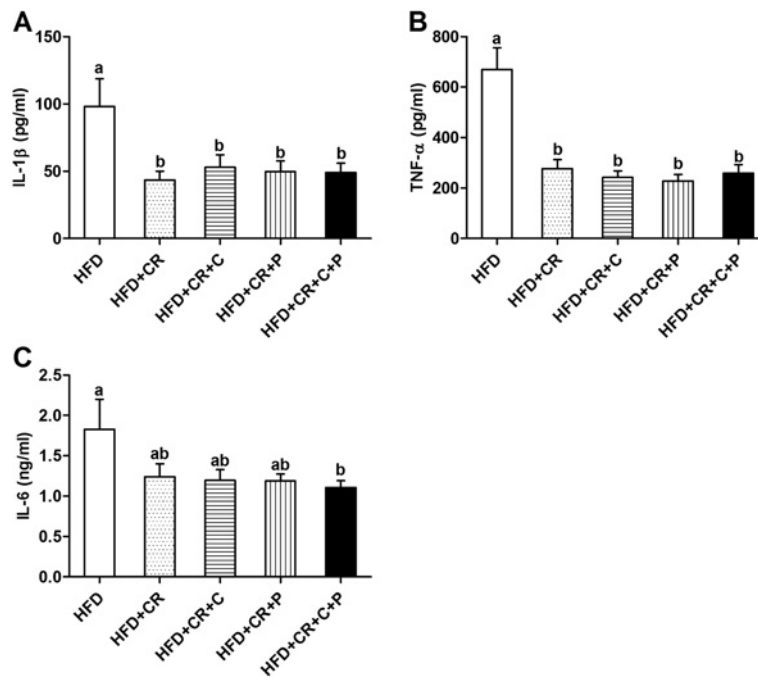 A
IL-1β (pg/ml)
150
100
50
0
a
b
b
b
b
HFD
HFD+CR
HFD+CR+C
HFD+CR+P
HFD+CR+C+P
B
TNF-α (pg/ml)
800
600
400
200
0
a
b
b
b
b
HFD
HFD+CR
HFD+CR+C
HFD+CR+P
HFD+CR+C+P
C
IL-6 (ng/ml)
2.5
2.0
1.5
1.0
0.5
0.0
a
ab
ab
ab
b
HFD
HFD+CR
HFD+CR+C
HFD+CR+P
HFD+CR+C+P